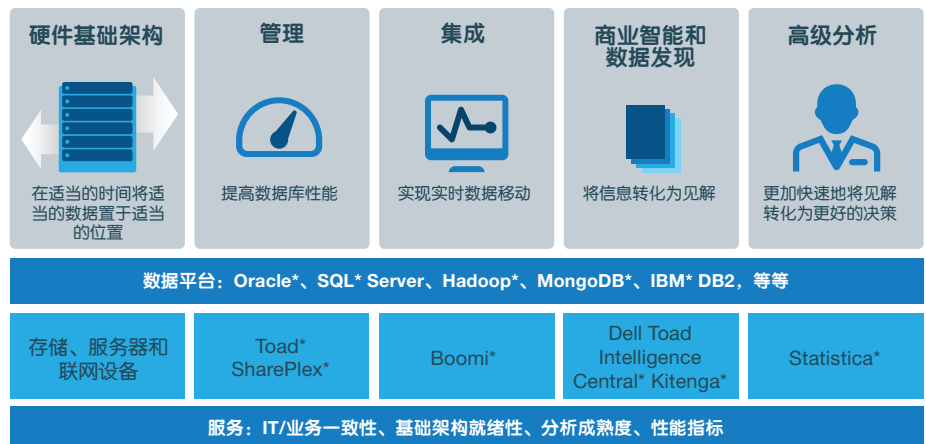 硬件基础架构
在适当的时间将适
当的数据置于适当
的位置
管理
提高数据库性能
集成
实现实时数据移动
商业智能和
数据发现
将信息转化为见解
高级分析
更加快速地将见解
转化为更好的决策
数据平台：Oracle*、SQL* Server、Hadoop*、MongoDB*、IBM* DB2，等等
存储、服务器和
联网设备
Toad*
SharePlex*
Boomi*
Dell Toad
Intelligence
Central* Kitenga*
Statistica*
服务：IT/业务一致性、基础架构就绪性、分析成熟度、性能指标